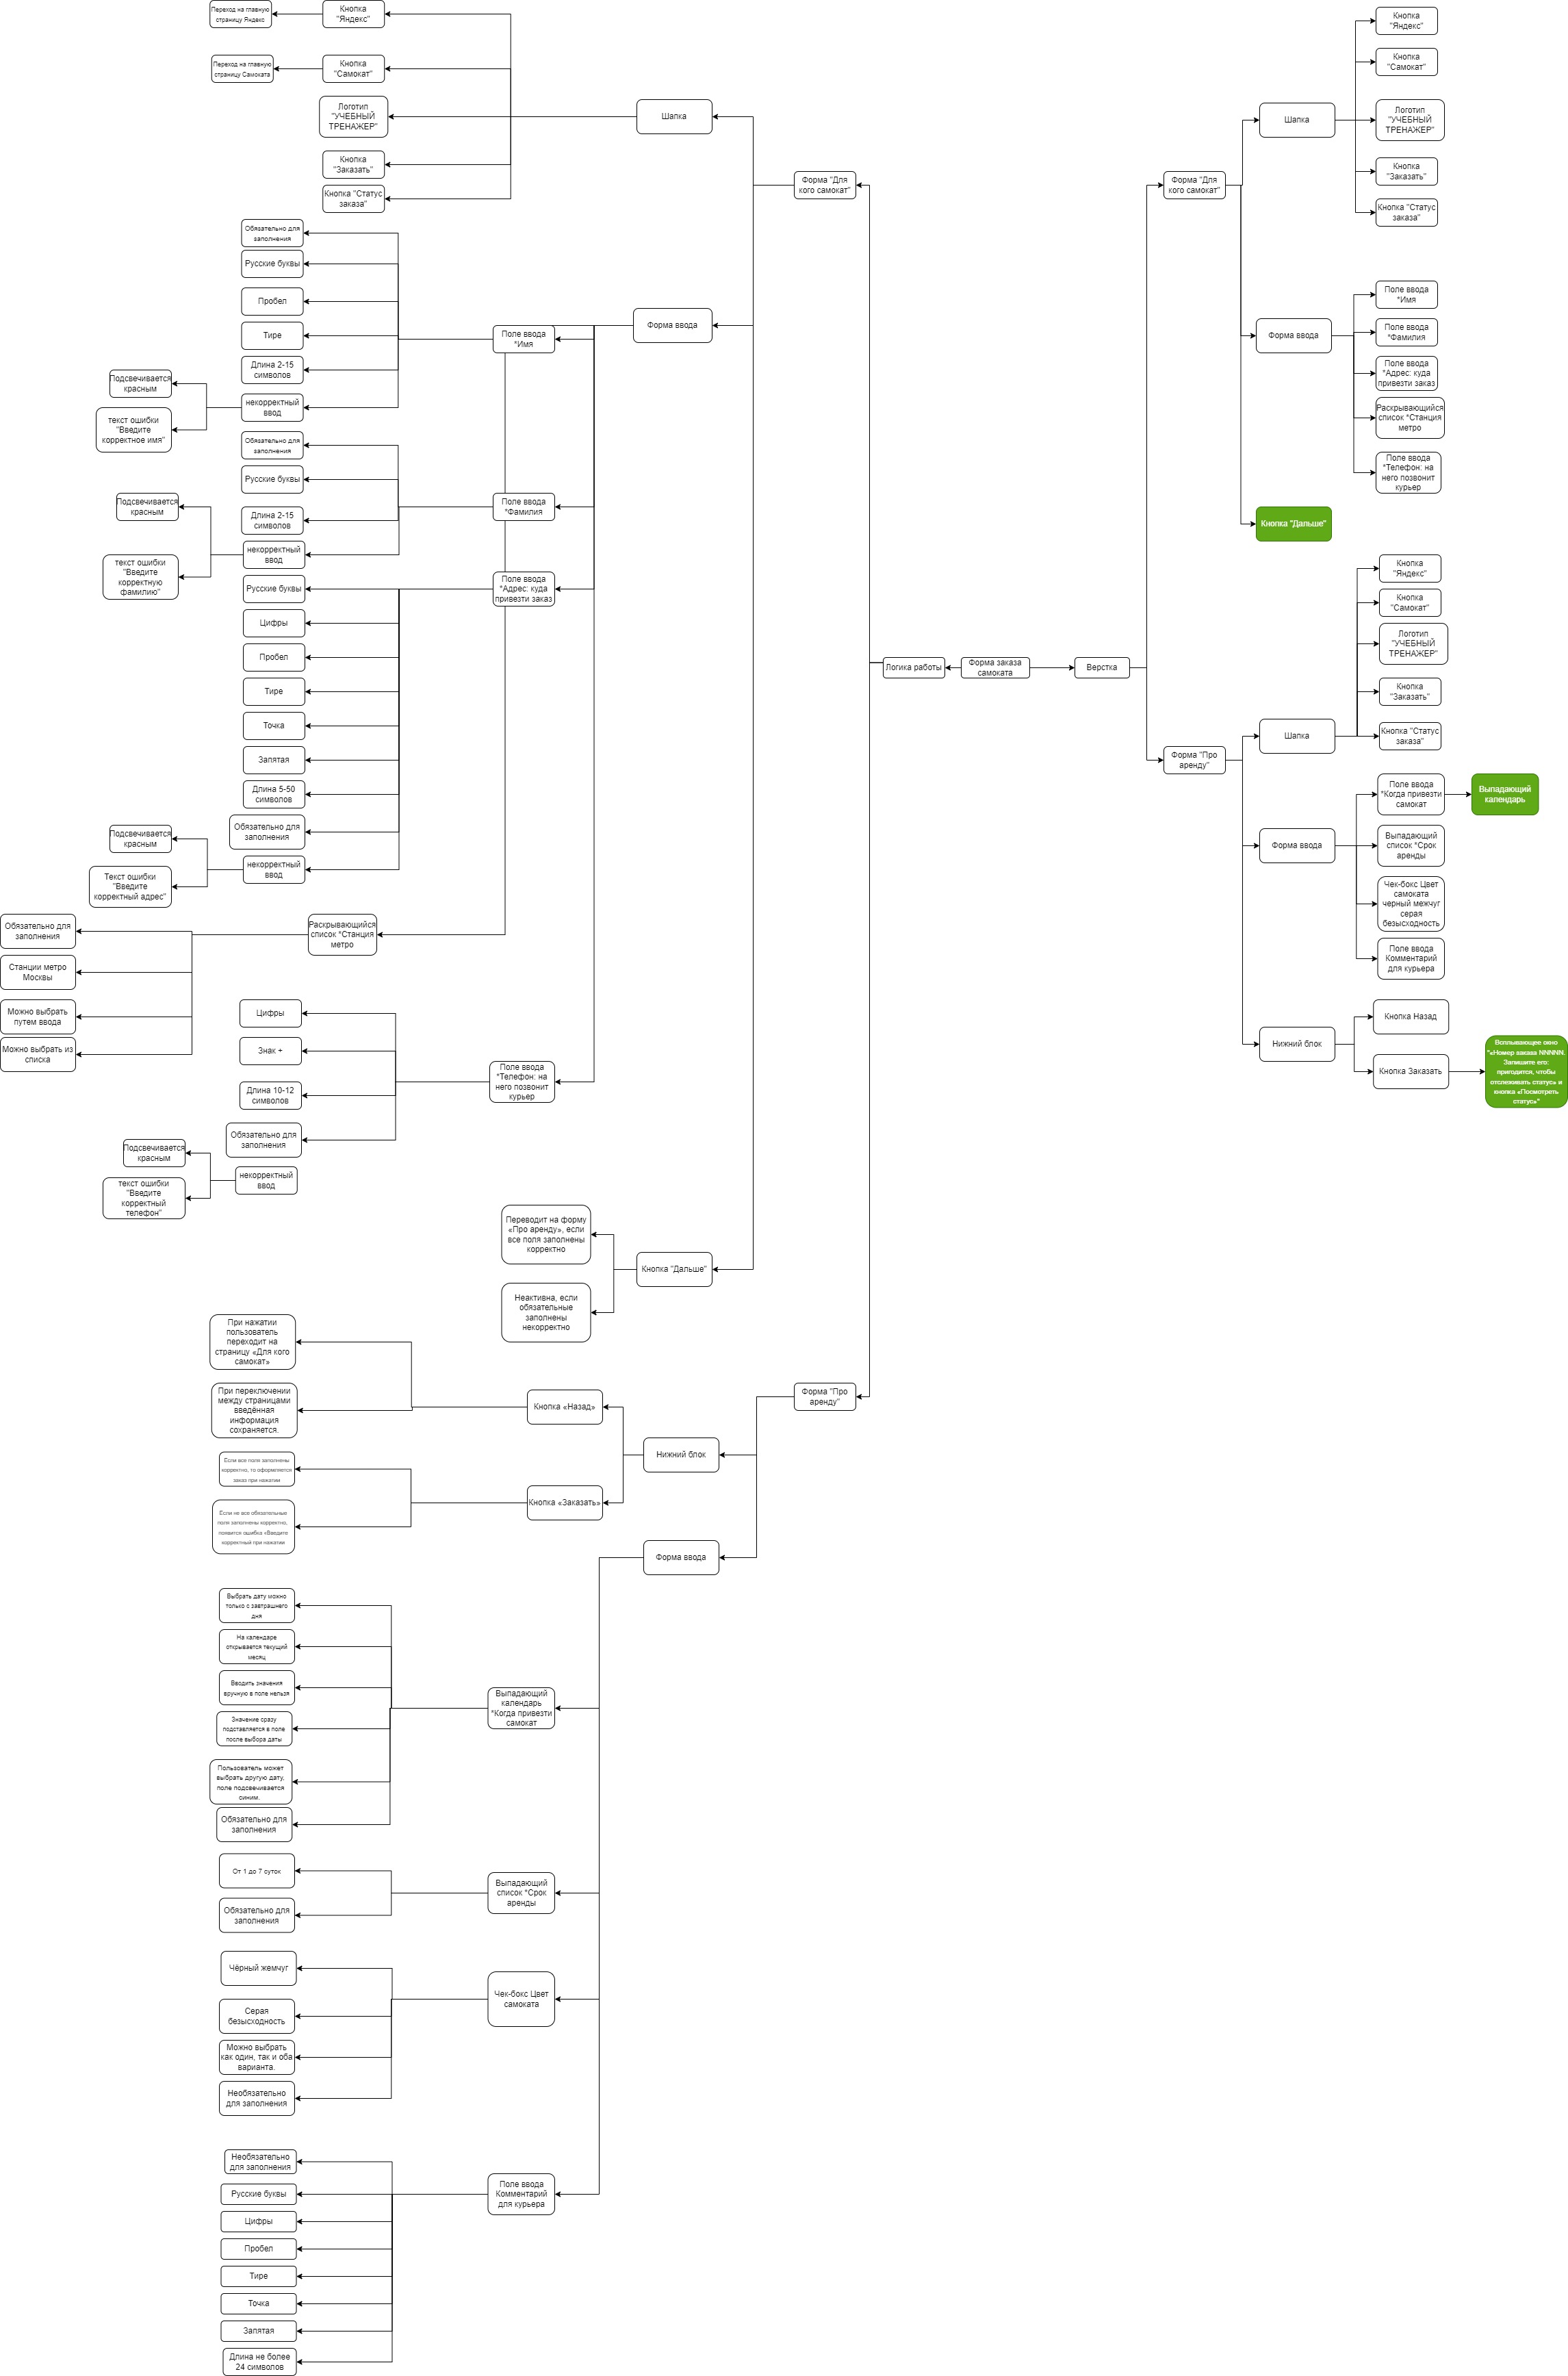 Переход на главную
страницу Яндекс
Кнопка
"Яндекс"
Переход на главную
страницу Самоката
Кнопка
"Самокат"
Логотип
"УЧЕБНЫЙ
ТРЕНАЖЕР"
Кнопка
"Заказать"
Кнопка "Статус
заказа"
Шапка
Форма "Для
кого самокат"
Обязательно для
заполнения
Русские буквы
Пробел
Тире
Длина 2-15
символов
некорректный
ввод
Подсвечивается
красным
текст ошибки
"Введите
корректное имя"
Поле ввода
*Имя
Форма ввода
Обязательно для
заполнения
Русские буквы
Длина 2-15
символов
некорректный
ввод
Подсвечивается
красным
текст ошибки
"Введите
корректную
фамилию"
Поле ввода
*Фамилия
Поле ввода
*Адрес: куда
привезти заказ
Русские буквы
Цифры
Пробел
Тире
Точка
Запятая
Длина 5-50
символов
Обязательно для
заполнения
некорректный
ввод
Подсвечивается
красным
Текст ошибки
"Введите
корректный адрес"
Раскрывающийся
список *Станция
метро
Обязательно для
заполнения
Станции метро
Москвы
Можно выбрать
путем ввода
Можно выбрать из
списка
Цифры
Знак +
Длина 10-12
символов
Обязательно для
заполнения
некорректный
ввод
Подсвечивается
красным
текст ошибки
"Введите
корректный
телефон"
Поле ввода
*Телефон: на
него позвонит
курьер
Переводит на форму
«Про аренду», если
все поля заполнены
корректно
Неактивна, если
обязательные
заполнены
некорректно
Кнопка "Дальше"
При нажатии
пользователь
переходит на
страницу «Для кого
самокат»
При переключении
между страницами
введённая
информация
сохраняется.
Кнопка «Назад»
Форма "Про
аренду"
Нижний блок
Если все поля заполнены
корректно, то оформляется
заказ при нажатии
Если не все обязательные
поля заполнены корректно,
появится ошибка «Введите
корректный при нажатии
Кнопка «Заказать»
Форма ввода
Выбрать дату можно
только с завтрашнего
дня
На календаре
открывается текущий
месяц
Вводить значения
вручную в поле нельзя
Значение сразу
подставляется в поле
после выбора даты
Пользователь может
выбрать другую дату,
поле подсвечивается
синим.
Обязательно для
заполнения
Выпадающий
календарь
*Когда привезти
самокат
От 1 до 7 суток
Обязательно для
заполнения
Выпадающий
список *Срок
аренды
Чёрный жемчуг
Серая
безысходность
Можно выбрать
как один, так и оба
варианта.
Необязательно
для заполнения
Чек-бокс Цвет
самоката
Необязательно
для заполнения
Русские буквы
Цифры
Пробел
Тире
Точка
Запятая
Длина не более
24 символов
Поле ввода
Комментарий
для курьера
Логика работы
Форма заказа
самоката
Верстка
Форма "Для
кого самокат"
Шапка
Кнопка
"Яндекс"
Кнопка
"Самокат"
Логотип
"УЧЕБНЫЙ
ТРЕНАЖЕР"
Кнопка
"Заказать"
Кнопка "Статус
заказа"
Форма ввода
Поле ввода
*Имя
Поле ввода
*Фамилия
Поле ввода
*Адрес: куда
привезти заказ
Раскрывающийся
список *Станция
метро
Поле ввода
*Телефон: на
него позвонит
курьер
Кнопка "Дальше"
Форма "Про
аренду"
Шапка
Кнопка
"Яндекс"
Кнопка
"Самокат"
Логотип
"УЧЕБНЫЙ
ТРЕНАЖЕР"
Кнопка
"Заказать"
Кнопка "Статус
заказа"
Форма ввода
Поле ввода
*Когда привезти
самокат
Выпадающий
календарь
Выпадающий
список *Срок
аренды
Чек-бокс Цвет
самоката
черный межчуг
серая
безысходность
Поле ввода
Комментарий
для курьера
Нижний блок
Кнопка Назад
Кнопка Заказать
Всплывающее окно
"«Номер заказа NNNNN.
Запишите его:
пригодится, чтобы
отслеживать статус» и
кнопка «Посмотреть
статус»"